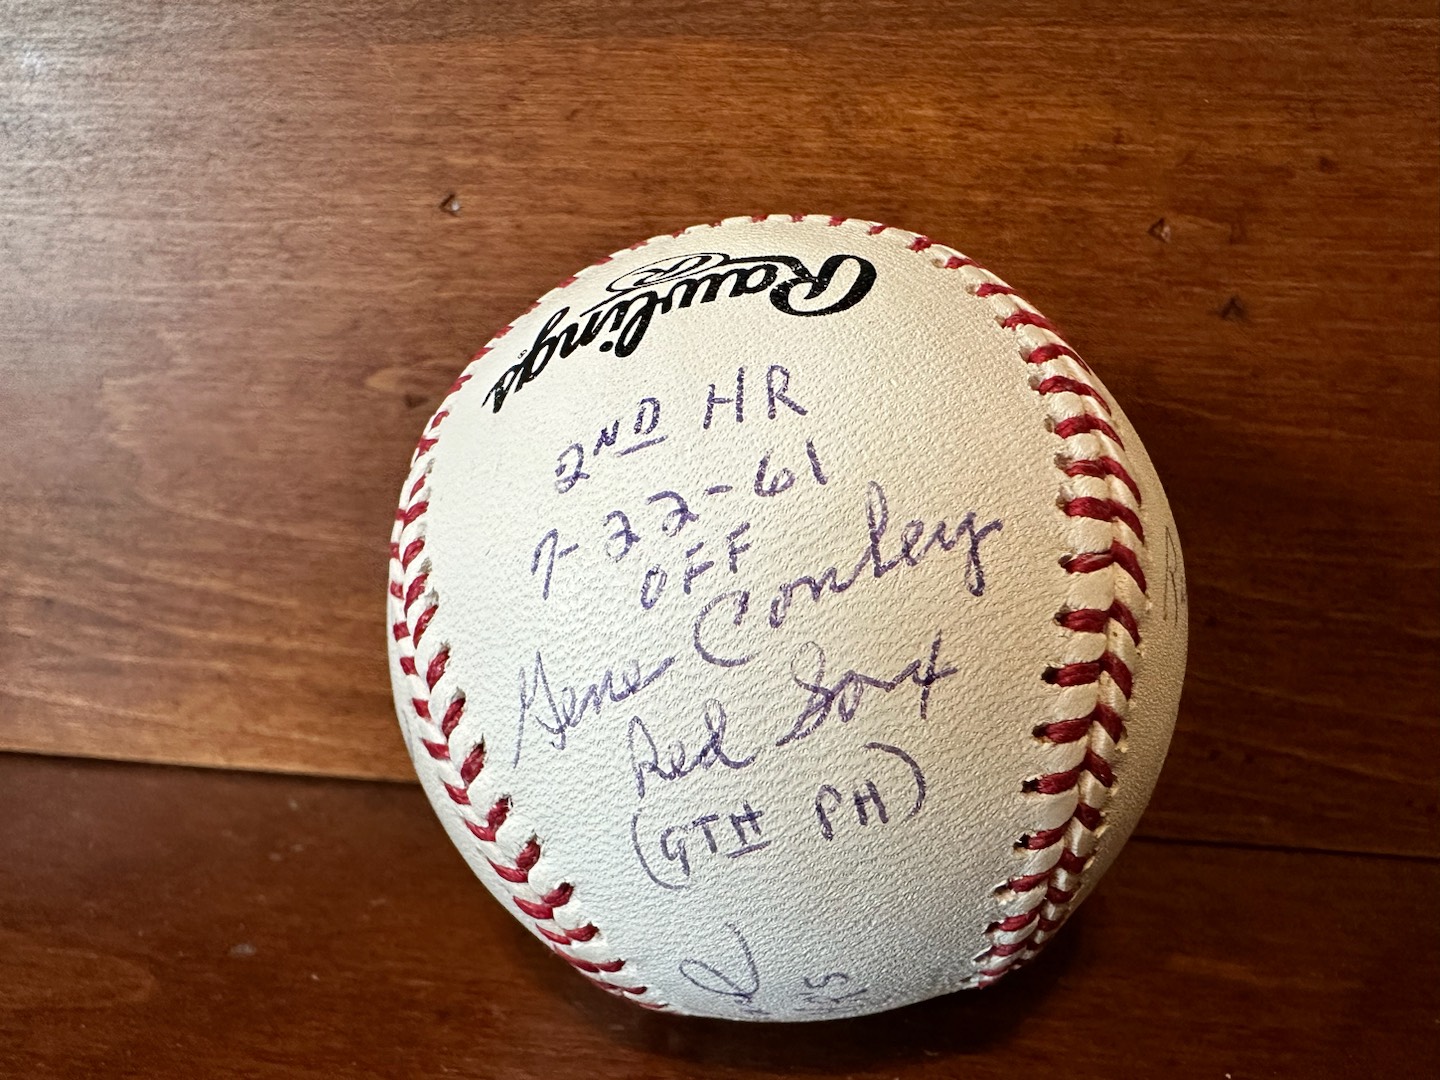 Rawlings
R
2ND HR
7-22-61
OFF
Gene Conley
Red Sox
(9TH PH)